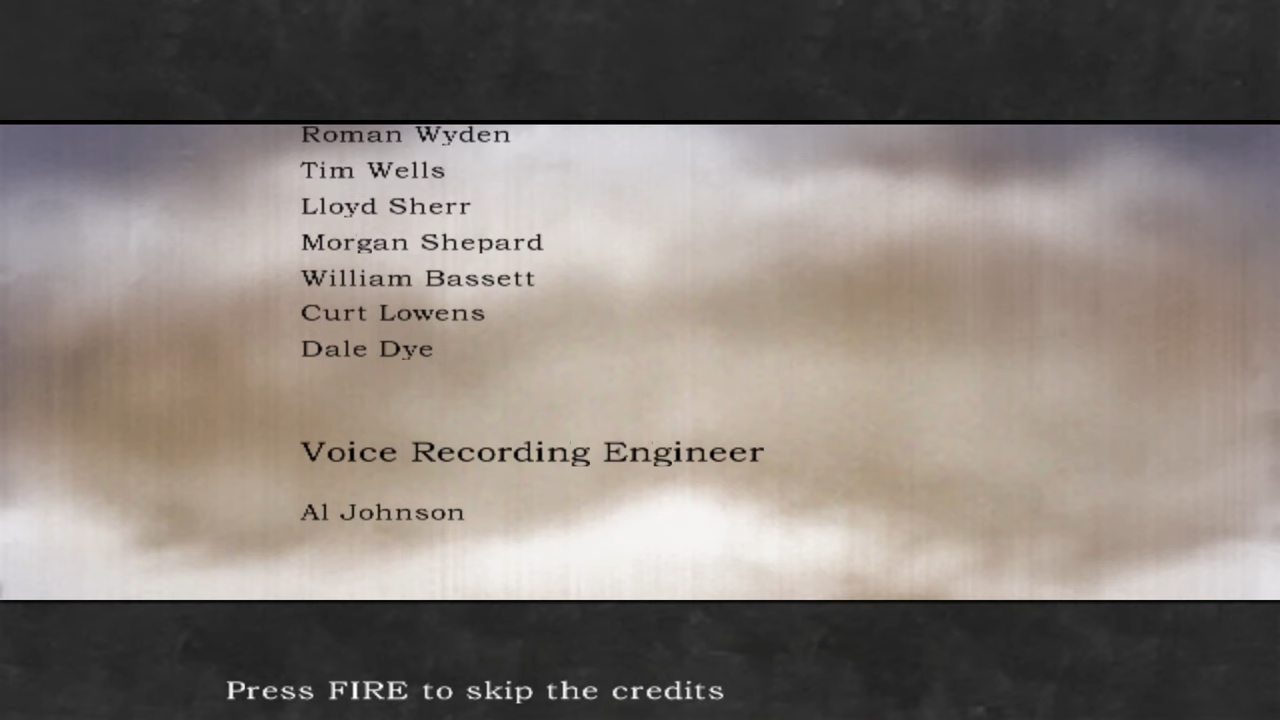 Roman Wyden
Tim Wells
Lloyd Sherr
Morgan Shepard
William Bassett
Curt Lowens
Dale Dye
Voice Recording Engineer
Al Johnson
Press FIRE to skip the credits